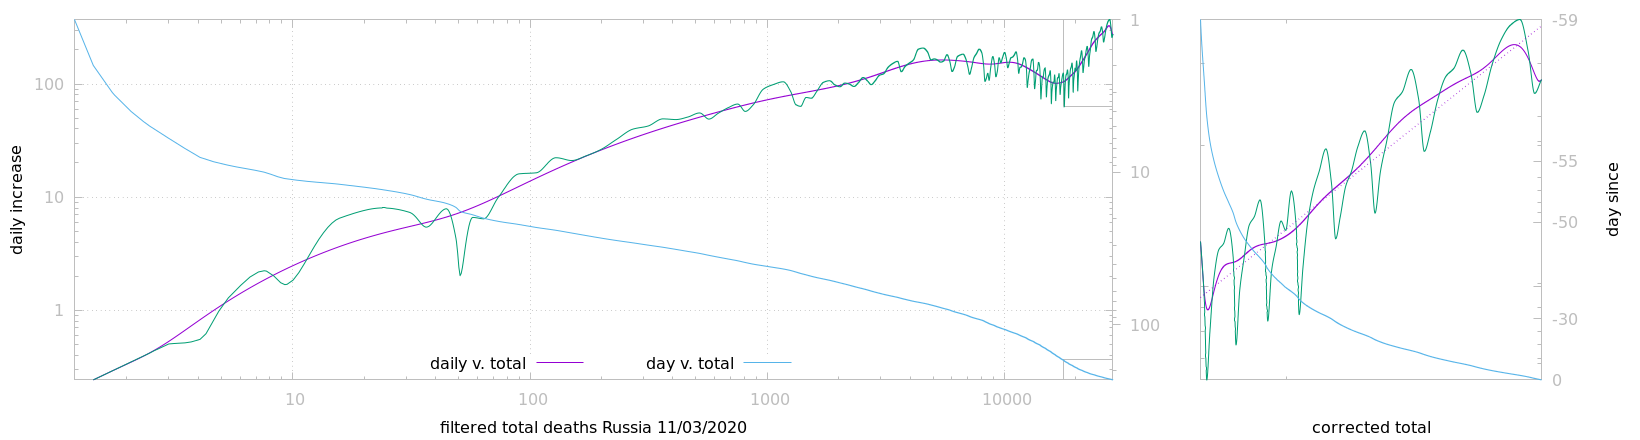 daily increase
100
10
1
10
100
1000
10000
1
10
100
daily v. total
day v. total
filtered total deaths Russia 11/03/2020
-59
-55
-50
-30
0
day since
corrected total